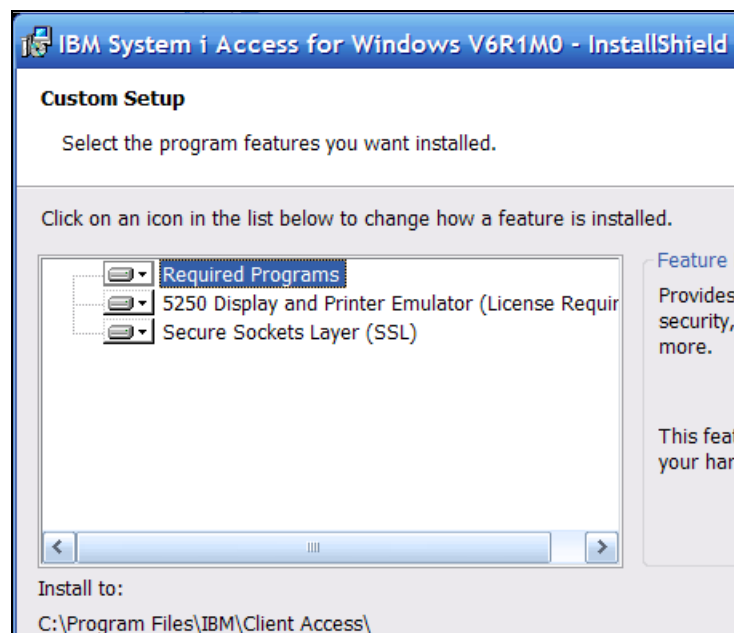 IBM System i Access for Windows V6R1M0 - InstallShield
Custom Setup
Select the program features you want installed.
Click on an icon in the list below to change how a feature is installed.
Required Programs
5250 Display and Printer Emulator (License Requir
Secure Sockets Layer (SSL)
Feature
Provides
security,
more.
This feat
your har
Install to:
C:\Program Files\IBM\Client Access\